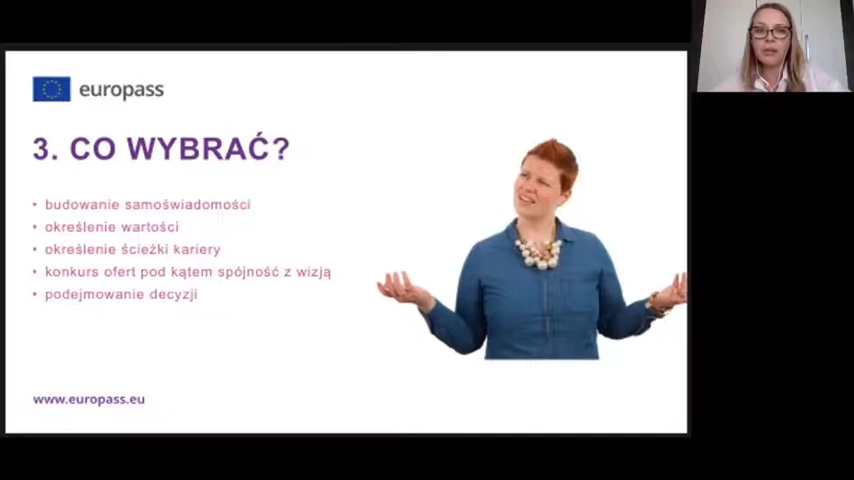 europass
3. CO WYBRAĆ?
• budowanie samoświadomości
• określenie wartości
• określenie ścieżki kariery
• konkurs ofert pod kątem spójność z wizją
• podejmowanie decyzji
www.europass.eu